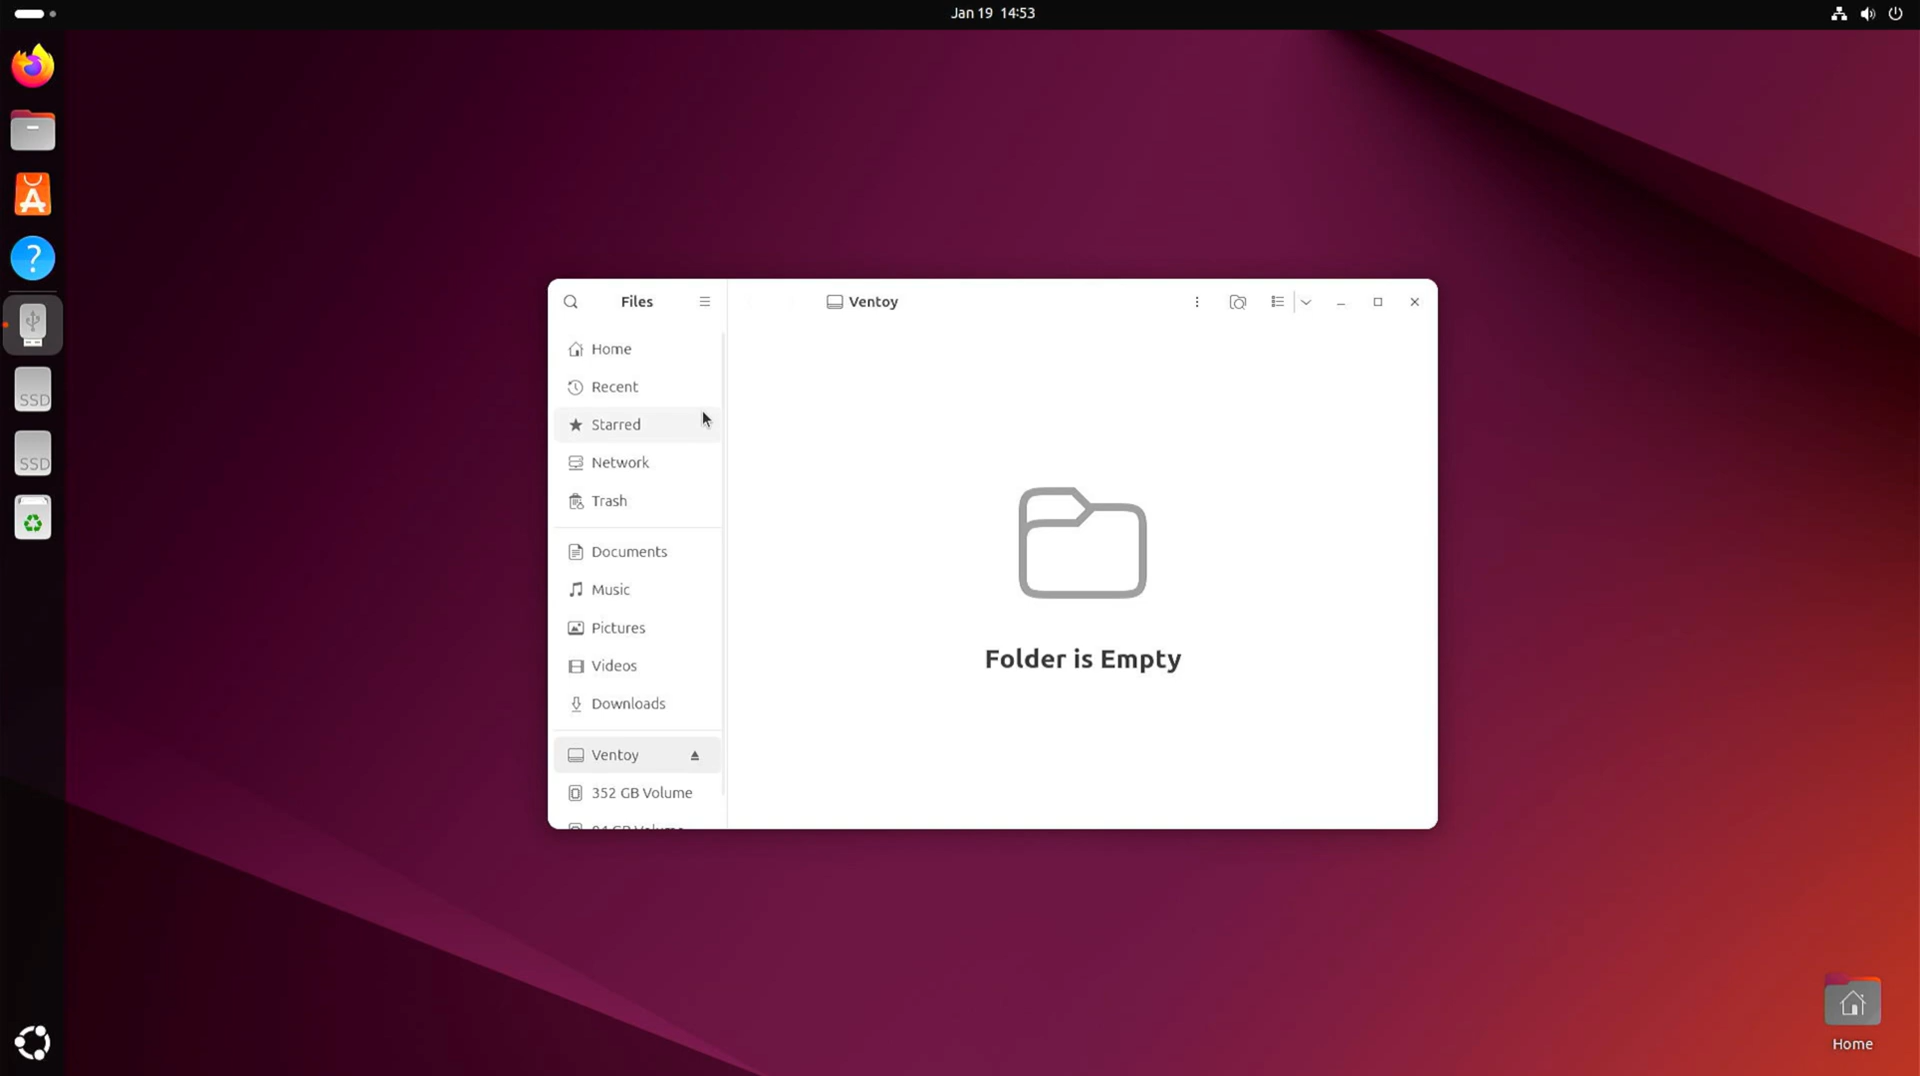 Jan 19 14:53
Files
Ventoy
Home
Recent
Starred
Network
Trash
Documents
Music
Pictures
Videos
Downloads
Ventoy
352 GB Volume
Folder is Empty
SSD
SSD
Home